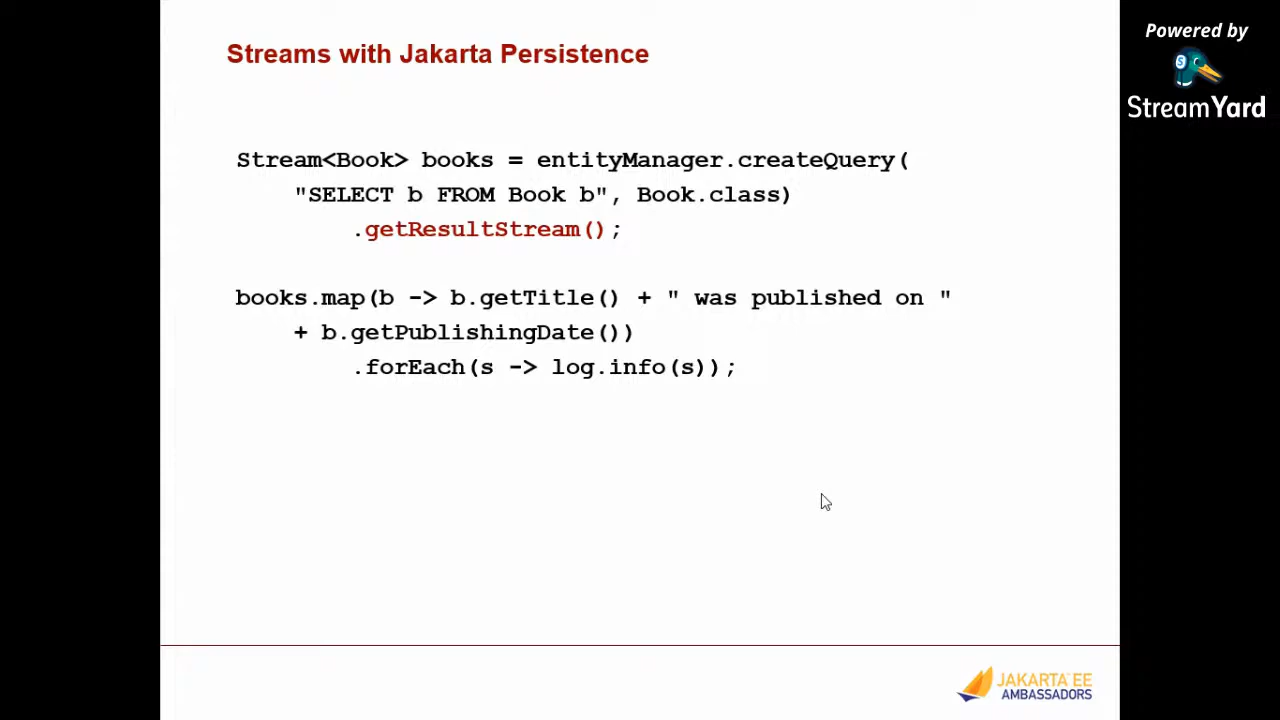 Streams with Jakarta Persistence
Stream<Book> books = entityManager.createQuery(
"SELECT b FROM Book b", Book.class)
.getResultStream();
books.map(b -> b.getTitle() + " was published on "
+ b.getPublishingDate())
.forEach(s -> log.info(s));
Powered by
S
StreamYard
JAKARTA™ EE
AMBASSADORS